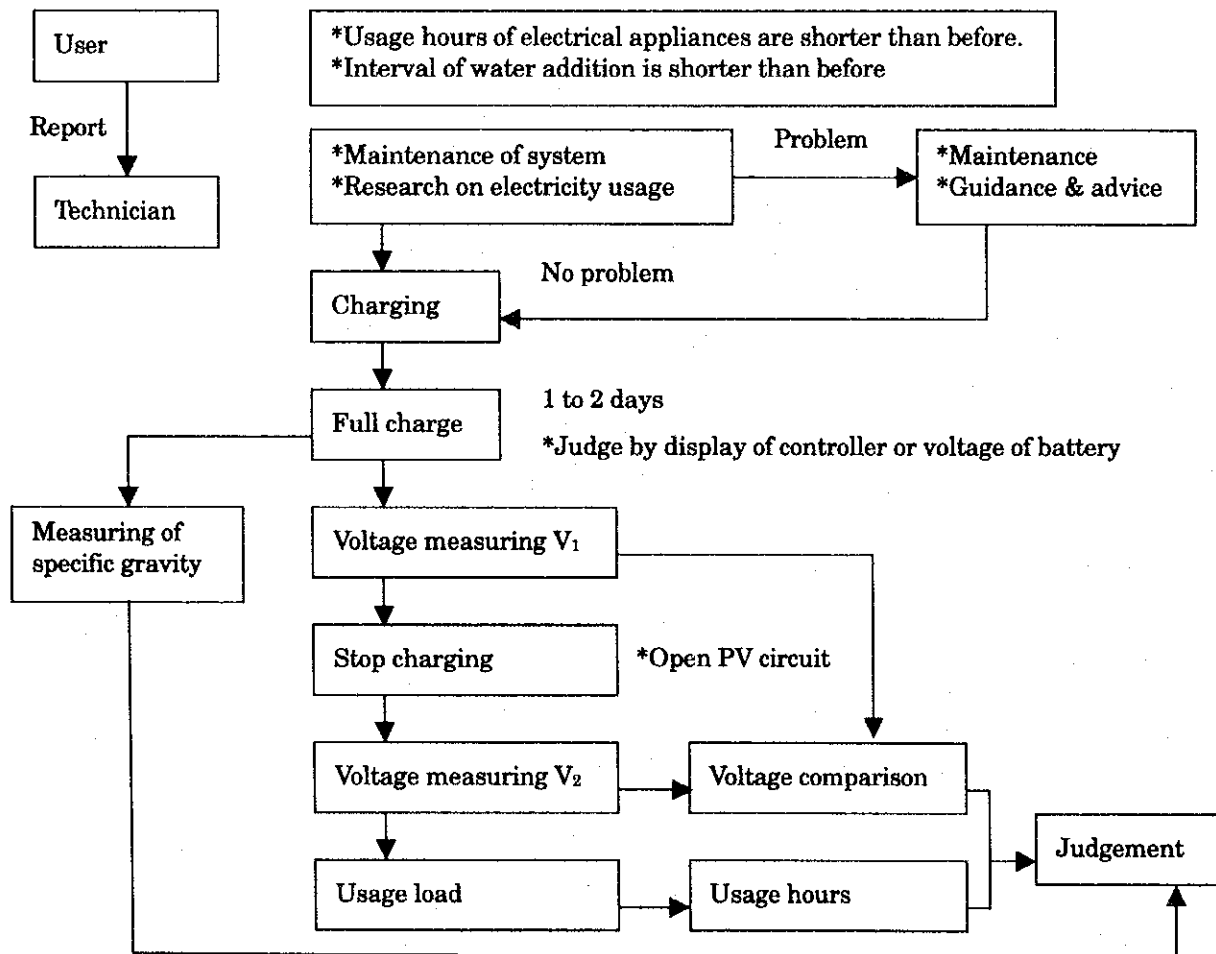 User
*Usage hours of electrical appliances are shorter than before.
*Interval of water addition is shorter than before
Report
Technician
*Maintenance of system
*Research on electricity usage
Problem
*Maintenance
*Guidance & advice
No problem
Charging
Full charge
1 to 2 days
*Judge by display of controller or voltage of battery
Measuring of
specific gravity
Voltage measuring V₁
Stop charging
*Open PV circuit
Voltage measuring V₂
Voltage comparison
Judgement
Usage load
Usage hours